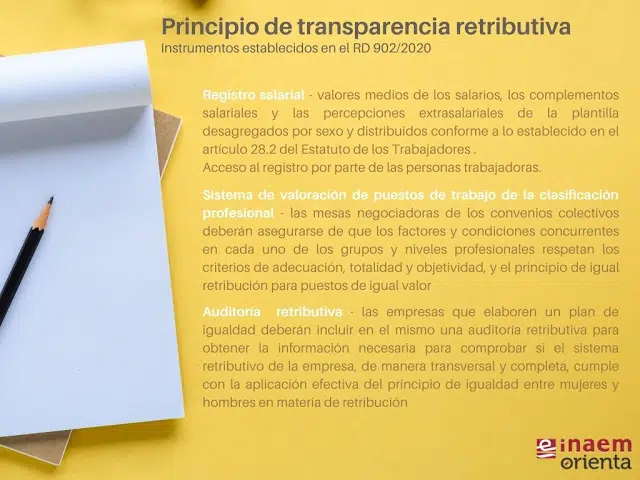 Principio de transparencia retributiva
Instrumentos establecidos en el RD 902/2020
Registro salarial - valores medios de los salarios, los complementos
salariales y las percepciones extrasalariales de la plantilla
desagregados por sexo y distribuidos conforme a lo establecido en el
artículo 28.2 del Estatuto de los Trabajadores .
Acceso al registro por parte de las personas trabajadoras.
Sistema de valoración de puestos de trabajo de la clasificación
profesional - las mesas negociadoras de los convenios colectivos
deberán asegurarse de que los factores y condiciones concurrentes
en cada uno de los grupos y niveles profesionales respetan los
criterios de adecuación, totalidad y objetividad, y el principio de igual
retribución para puestos de igual valor
Auditoría retributiva - las empresas que elaboren un plan de
igualdad deberán incluir en el mismo una auditoría retributiva para
obtener la información necesaria para comprobar si el sistema
retributivo de la empresa, de manera transversal y completa, cumple
con la aplicación efectiva del principio de igualdad entre mujeres y
hombres en materia de retribución
inaem
orienta